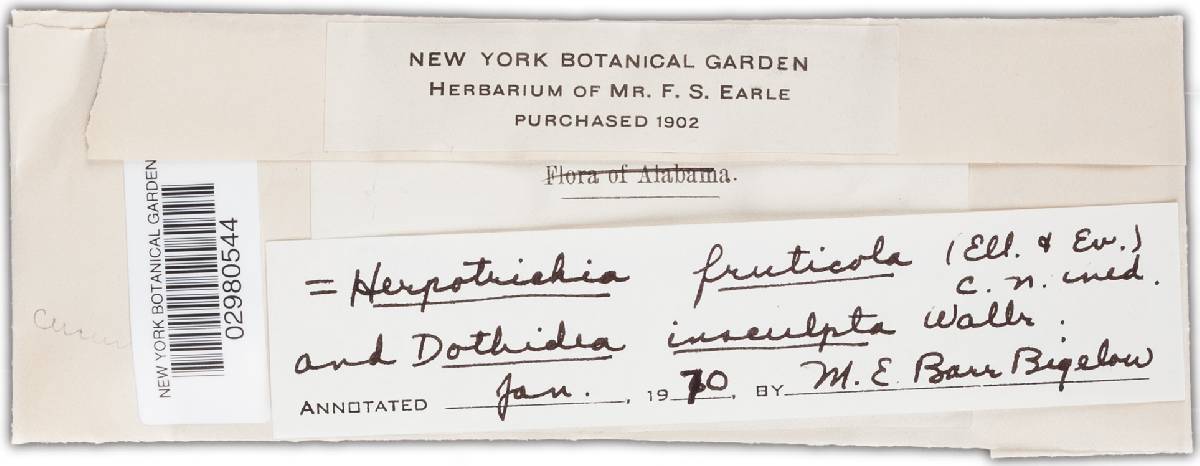 NEW YORK BOTANICAL GARDEN
HERBARIUM OF MR. F. S. EARLE
PURCHASED 1902
Flora of Alabama.
NEW YORK BOTANICAL GARDEN
02980544
= Herpotrichia fruticola (Ell. & Ev.)
c. n. ined.
and Dothidea insculpta Wallr.
ANNOTATED Jan. , 1970 , BY M. E. Barr Bigelow